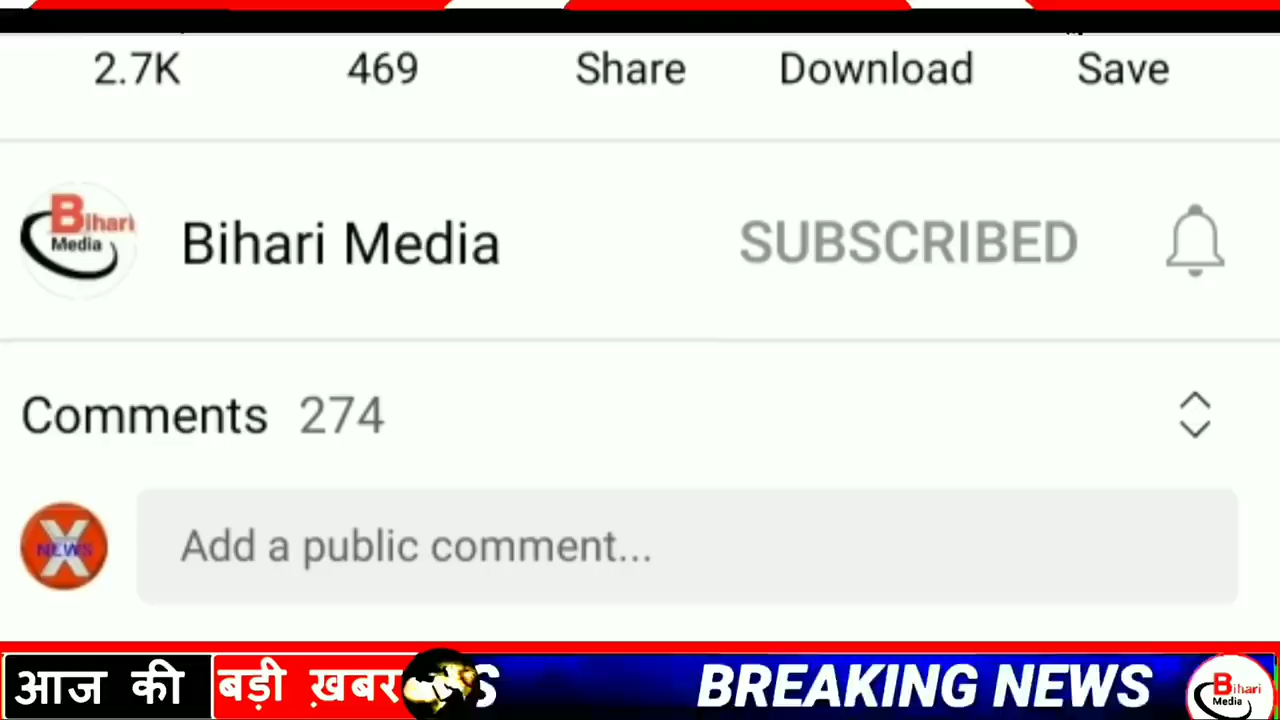 2.7K 469 Share Download Save
Bihari Media
Bihari Media SUBSCRIBED
Comments 274
X NEWS
Add a public comment...
आज की बड़ी ख़बर S BREAKING NEWS
Bihari Media